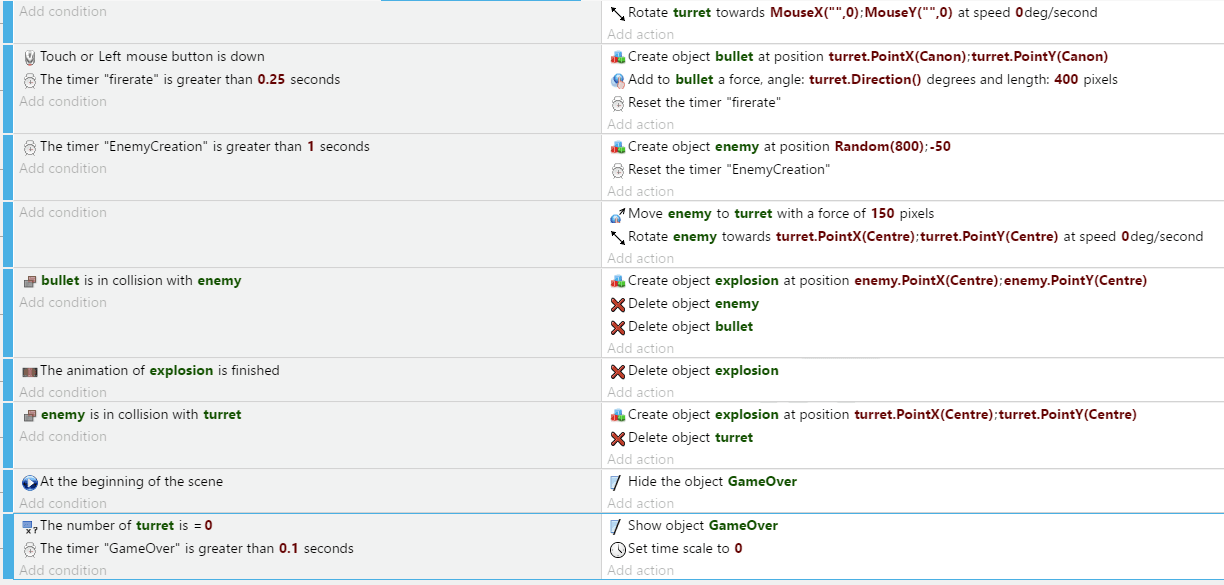 Add condition
Rotate turret towards MouseX("",0);MouseY("",0) at speed 0deg/second
Add action
Touch or Left mouse button is down
The timer "firerate" is greater than 0.25 seconds
Add condition
Create object bullet at position turret.PointX(Canon);turret.PointY(Canon)
Add to bullet a force, angle: turret.Direction() degrees and length: 400 pixels
Reset the timer "firerate"
Add action
The timer "EnemyCreation" is greater than 1 seconds
Add condition
Create object enemy at position Random(800);-50
Reset the timer "EnemyCreation"
Add action
Add condition
Move enemy to turret with a force of 150 pixels
Rotate enemy towards turret.PointX(Centre);turret.PointY(Centre) at speed 0deg/second
Add action
bullet is in collision with enemy
Add condition
Create object explosion at position enemy.PointX(Centre);enemy.PointY(Centre)
Delete object enemy
Delete object bullet
Add action
The animation of explosion is finished
Add condition
Delete object explosion
Add action
enemy is in collision with turret
Add condition
Create object explosion at position turret.PointX(Centre);turret.PointY(Centre)
Delete object turret
Add action
At the beginning of the scene
Add condition
Hide the object GameOver
Add action
The number of turret is = 0
The timer "GameOver" is greater than 0.1 seconds
Add condition
Show object GameOver
Set time scale to 0
Add action